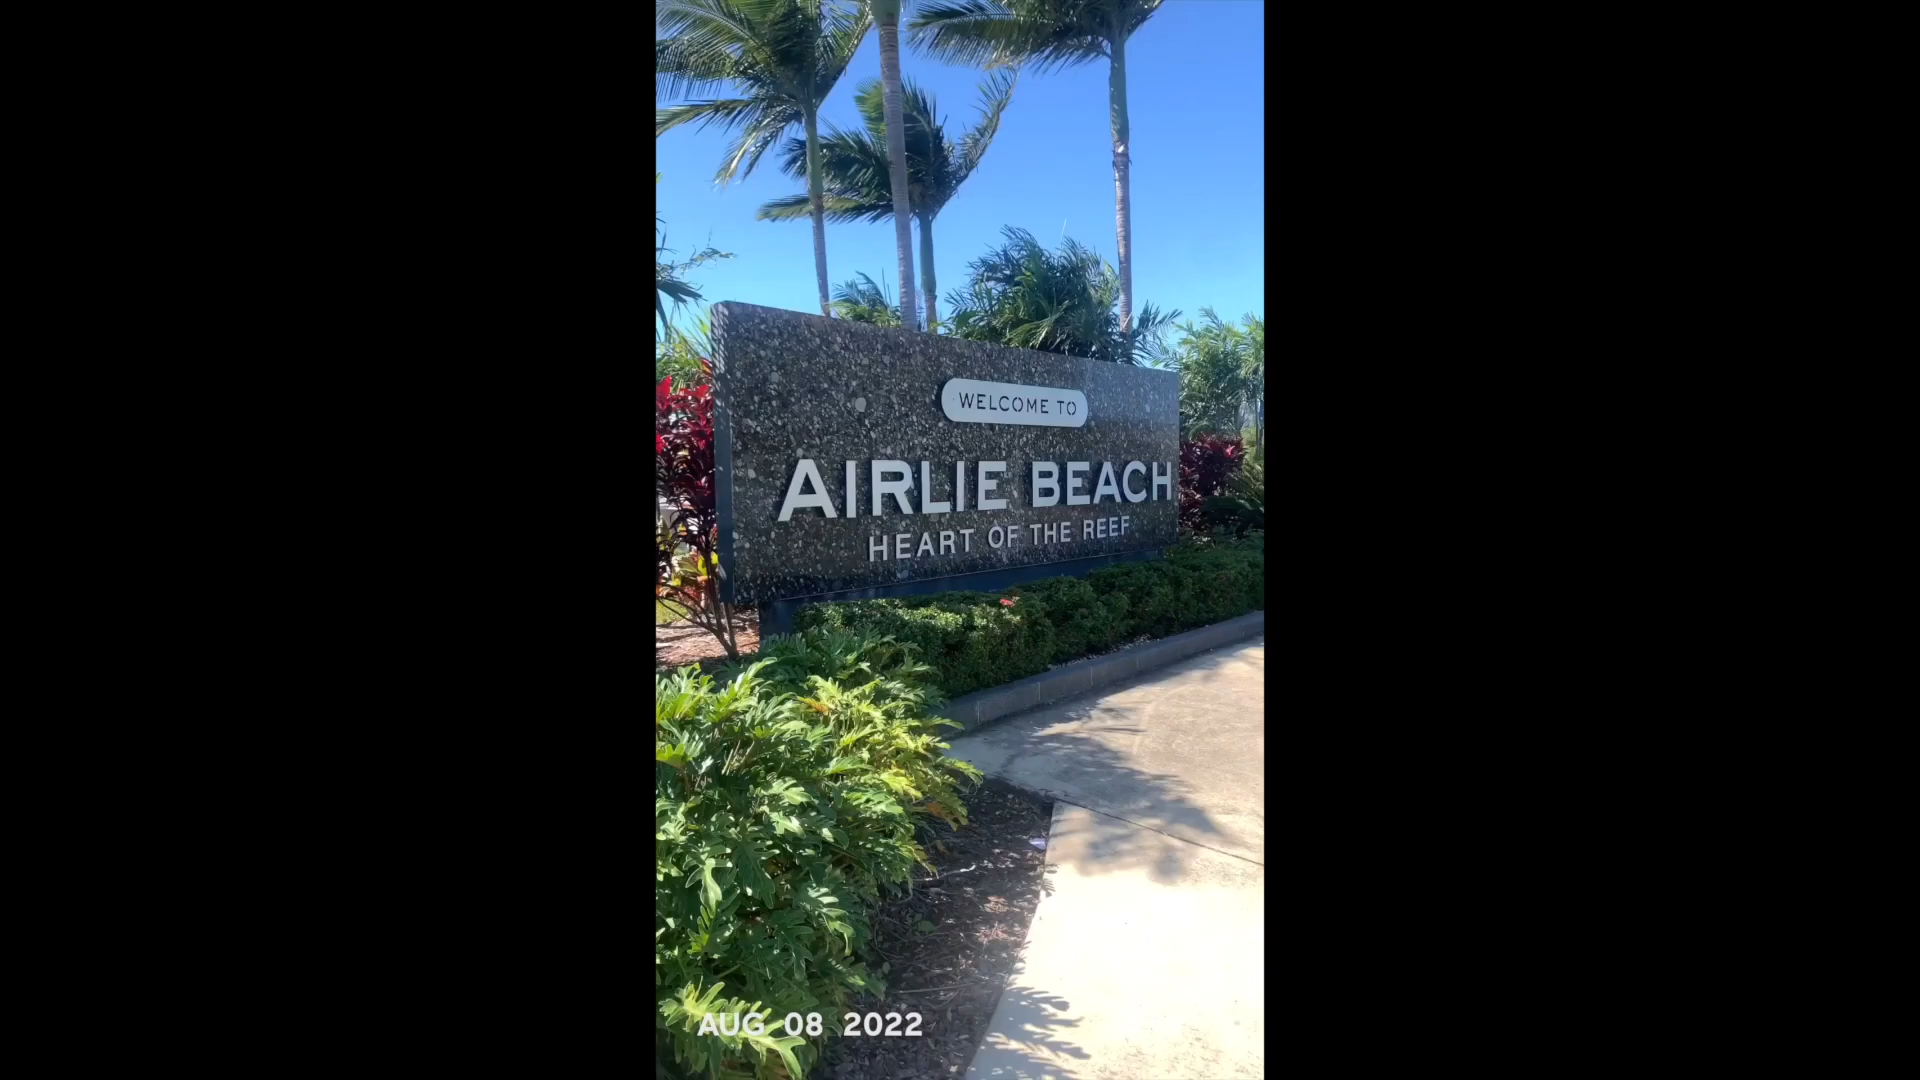 WELCOME TO
AIRLIE BEACH
HEART OF THE REEF
AUG 08 2022